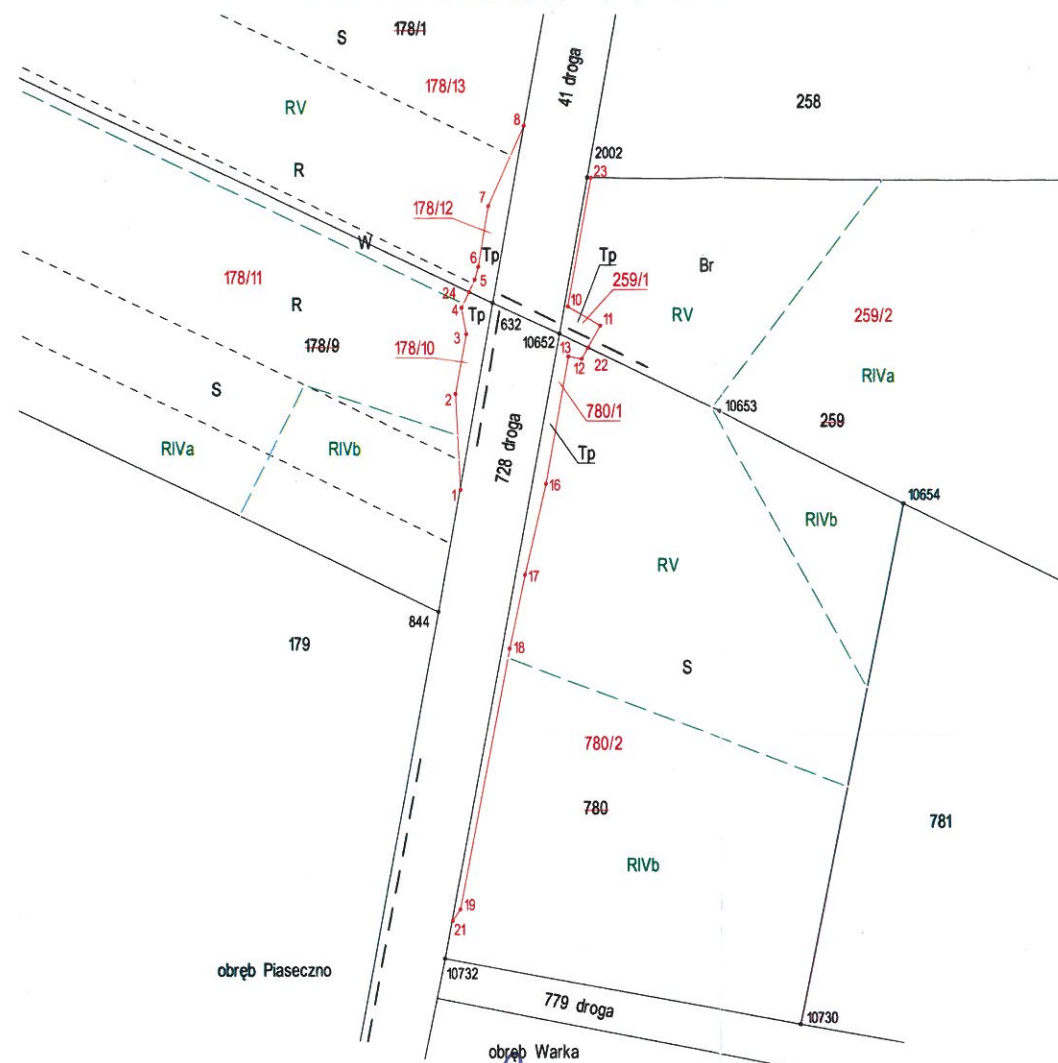 S
178/1
178/13
41 droga
258
RV
8
2002
23
R
7
178/12
W
Tp
6
5
Tp
Br
259/1
178/11
24
4
Tp
10
11
RV
259/2
R
632
10652
3
178/9
178/10
13
12
22
RIVa
2
780/1
10653
259
S
RIVa
RIVb
728 droga
Tp
1
16
10654
RIVb
RV
17
844
179
18
S
780/2
780
781
RIVb
19
21
obręb Piaseczno
10732
779 droga
10730
obręb Warka